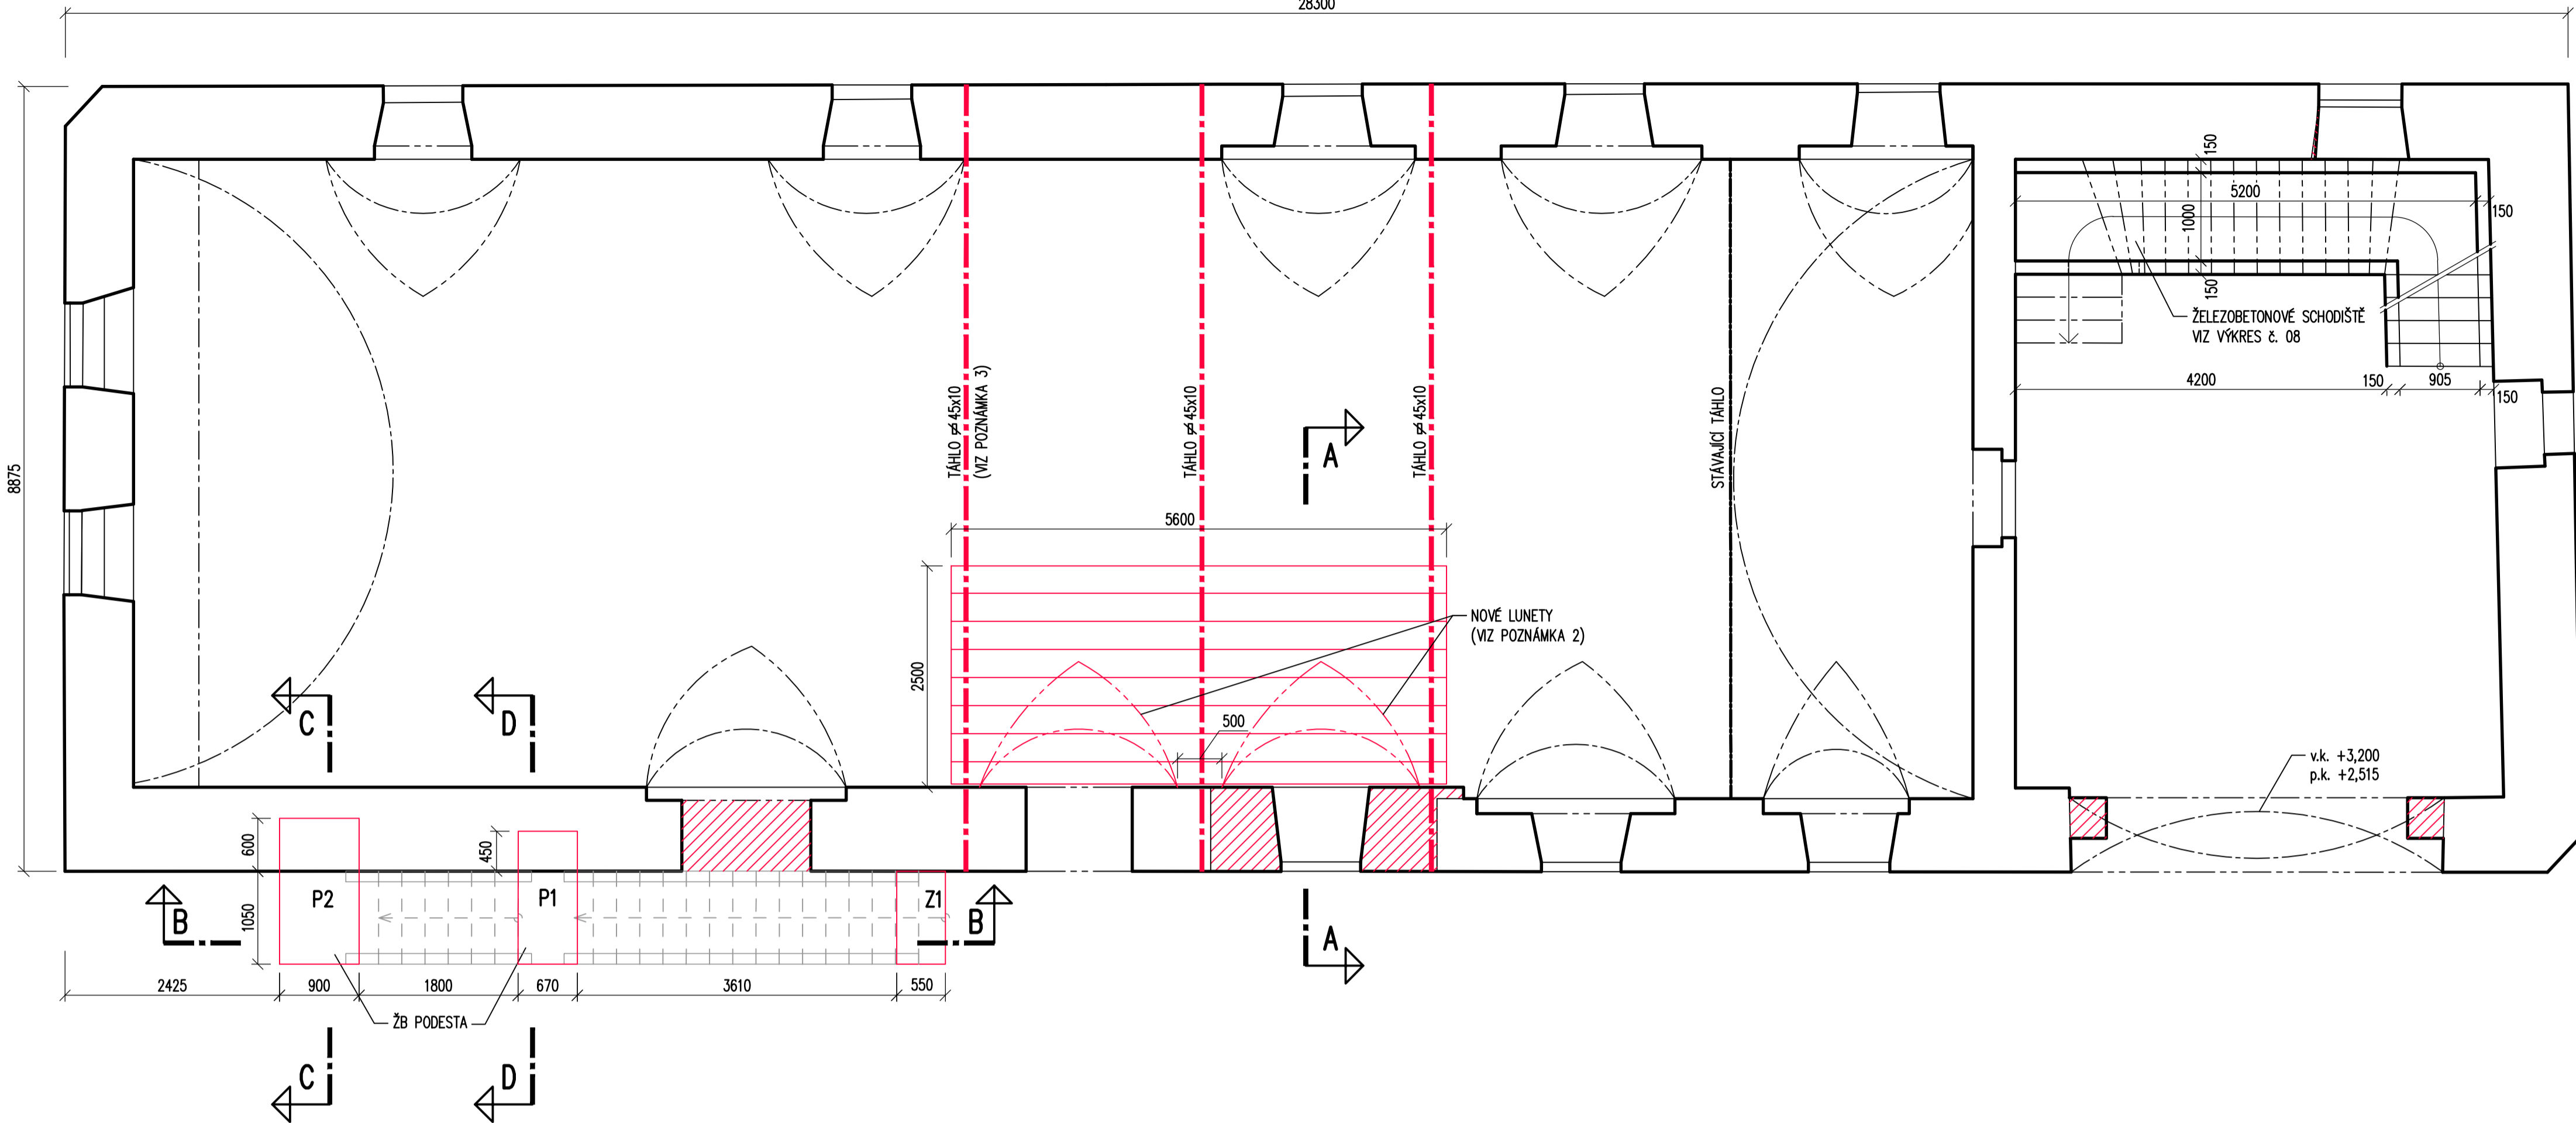 28300
8875
150
5200
1000
150
150
ŽELEZOBETONOVÉ SCHODIŠTĚ
VIZ VÝKRES č. 08
4200
150
905
150
TÁHLO 45x10
(VIZ POZNÁMKA 3)
TÁHLO 45x10
TÁHLO 45x10
STÁVAJÍCÍ TÁHLO
A
5600
2500
NOVÉ LUNETY
(VIZ POZNÁMKA 2)
500
C
D
v.k. +3,200
p.k. +2,515
600
450
1050
P2
P1
Z1
B
B
A
2425
900
1800
670
3610
550
ŽB PODESTA
C
D